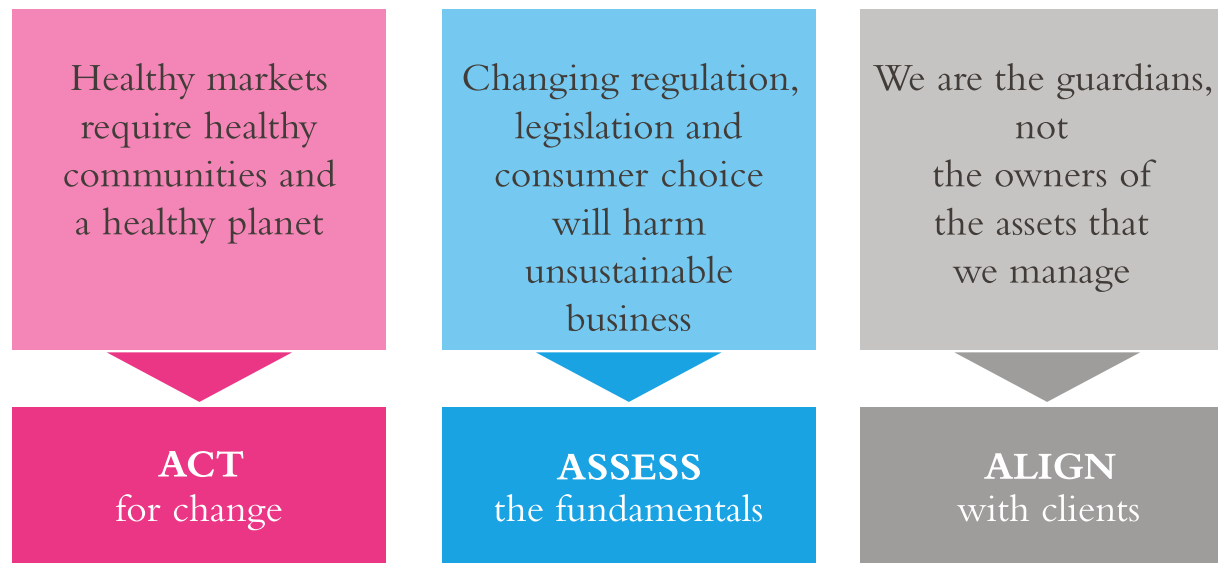 Healthy markets
require healthy
communities and
a healthy planet
ACT
for change
Changing regulation,
legislation and
consumer choice
will harm
unsustainable
business
ASSESS
the fundamentals
We are the guardians,
not
the owners of
the assets that
we manage
ALIGN
with clients